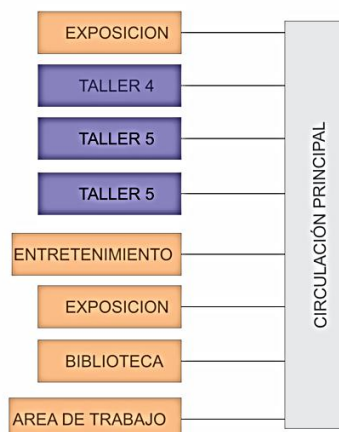 EXPOSICION
TALLER 4
TALLER 5
TALLER 5
ENTRETENIMIENTO
EXPOSICION
BIBLIOTECA
AREA DE TRABAJO
CIRCULACIÓN PRINCIPAL